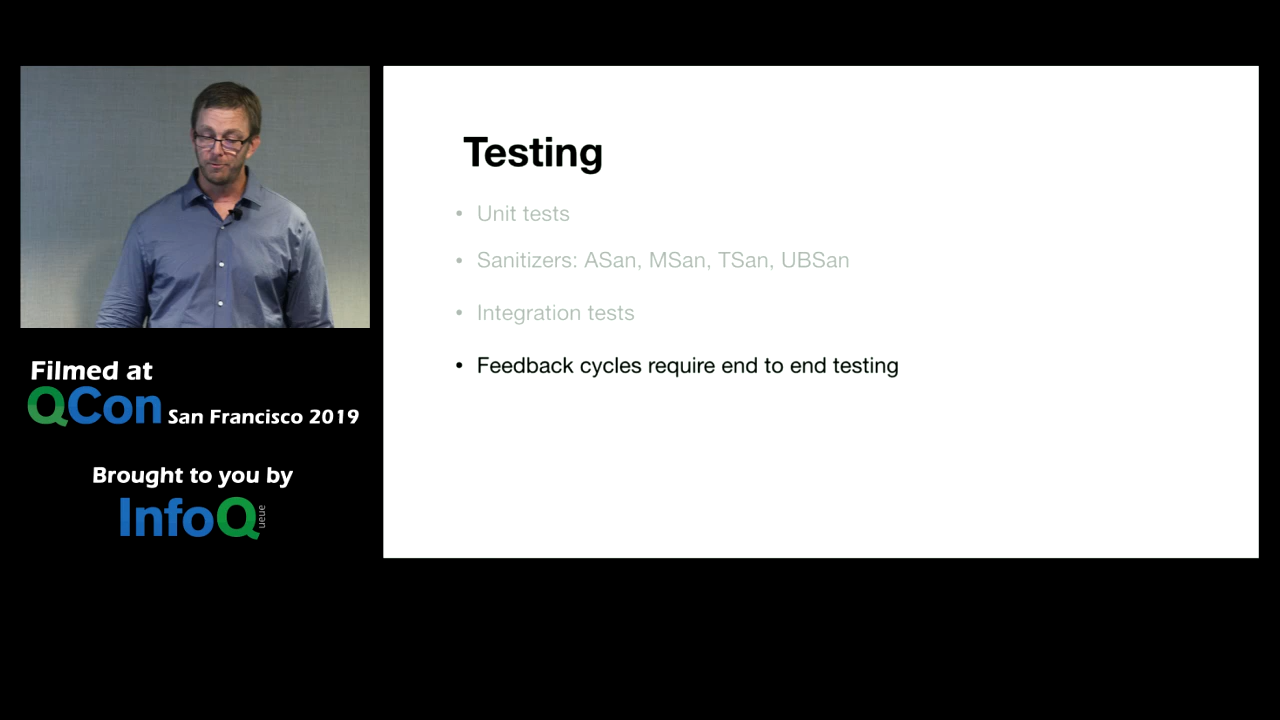 Testing
• Unit tests
• Sanitizers: ASan, MSan, TSan, UBSan
• Integration tests
• Feedback cycles require end to end testing
Filmed at
QCon San Francisco 2019
Brought to you by
InfoQueue